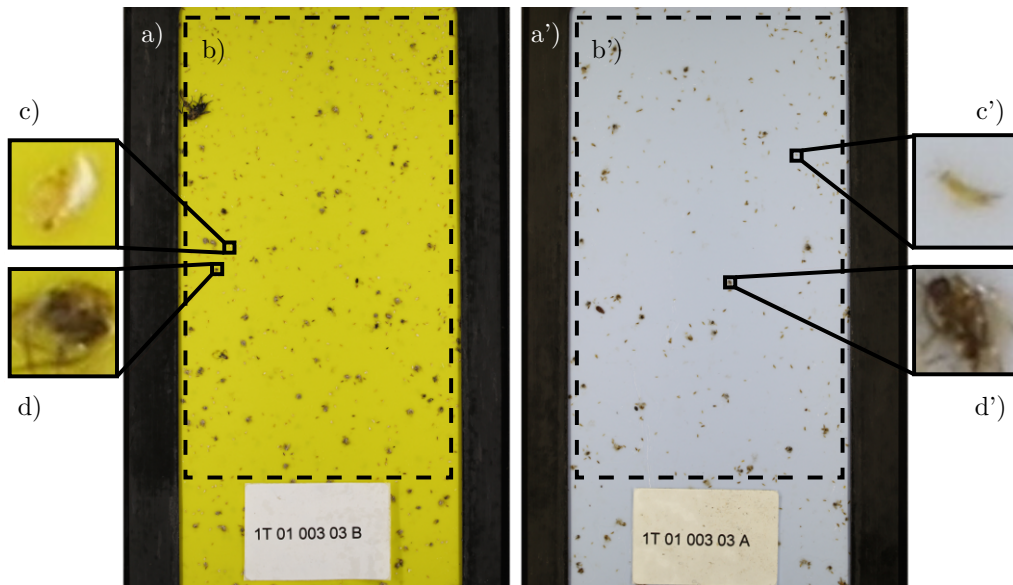 a)
b)
c)
d)
1T 01 003 03 B
a’)
b’)
c’)
d’)
1T 01 003 03 A